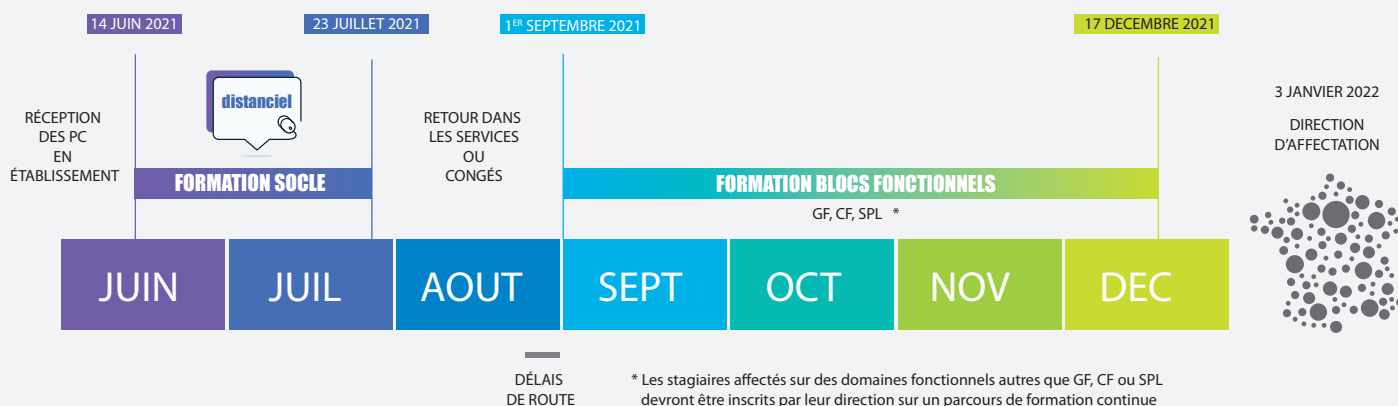 14 JUIN 2021
23 JUILLET 2021
1ER SEPTEMBRE 2021
17 DECEMBRE 2021
RÉCEPTION
DES PC
EN
ÉTABLISSEMENT
distanciel
FORMATION SOCLE
RETOUR DANS
LES SERVICES
OU
CONGÉS
FORMATION BLOCS FONCTIONNELS
GF, CF, SPL *
3 JANVIER 2022
DIRECTION
D'AFFECTATION
JUIN
JUIL
AOUT
SEPT
OCT
NOV
DEC
DÉLAIS
DE ROUTE
* Les stagiaires affectés sur des domaines fonctionnels autres que GF, CF ou SPL
devront être inscrits par leur direction sur un parcours de formation continue